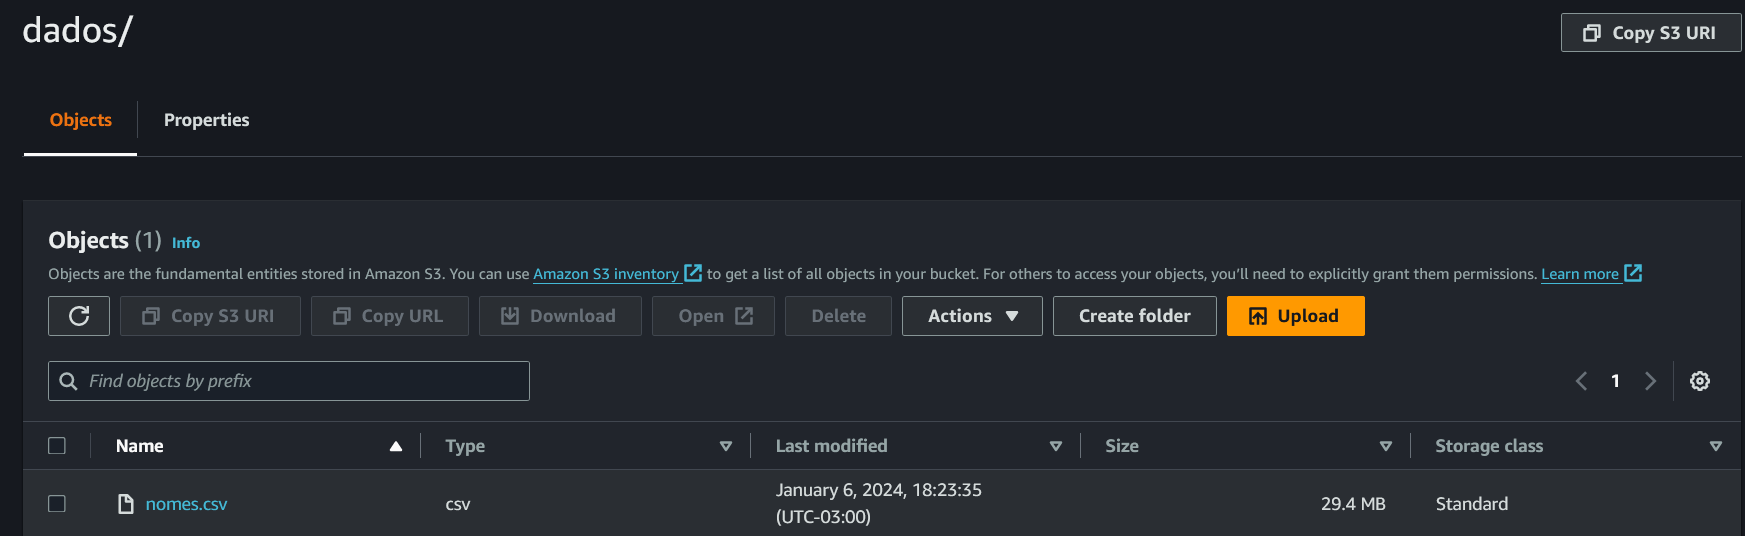 dados/
Copy S3 URI
Objects
Properties
Objects (1) Info
Objects are the fundamental entities stored in Amazon S3. You can use Amazon S3 inventory to get a list of all objects in your bucket. For others to access your objects, you’ll need to explicitly grant them permissions. Learn more
Copy S3 URI Copy URL Download Open Delete Actions Create folder Upload
Find objects by prefix
1
Name Type Last modified Size Storage class
nomes.csv csv January 6, 2024, 18:23:35 29.4 MB Standard
(UTC-03:00)